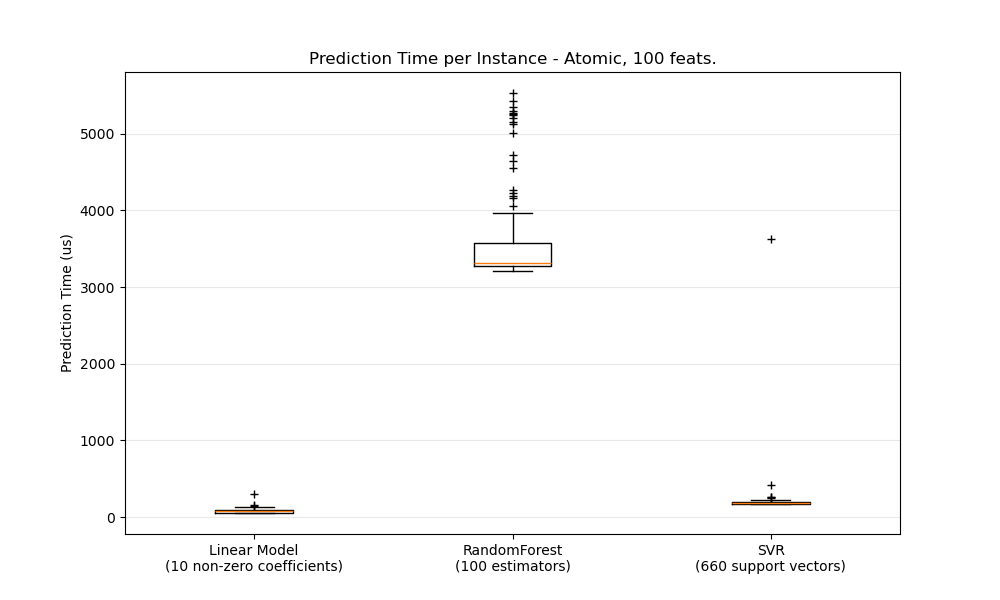 Prediction Time per Instance - Atomic, 100 feats.
Prediction Time (us)
5000
4000
3000
2000
1000
0
Linear Model
(10 non-zero coefficients)
RandomForest
(100 estimators)
SVR
(660 support vectors)